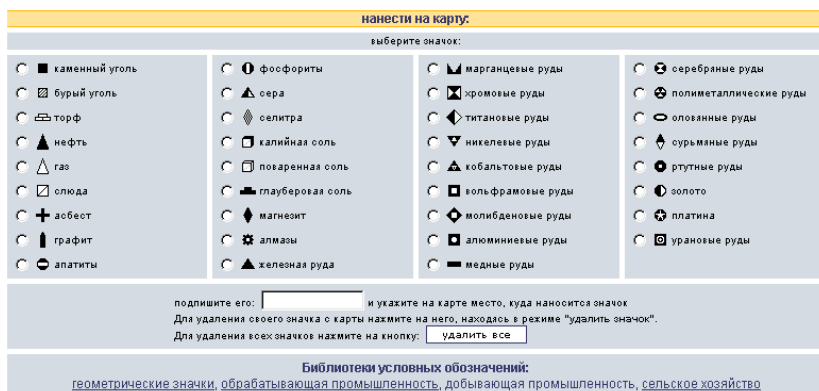 нанести на карту:
выберите значок:
каменный уголь
бурый уголь
торф
нефть
газ
слюда
асбест
графит
апатиты
фосфориты
сера
селитра
калийная соль
поваренная соль
глауберовая соль
магнезит
алмазы
железная руда
марганцевые руды
хромовые руды
титановые руды
никелевые руды
кобальтовые руды
вольфрамовые руды
молибденовые руды
алюминиевые руды
медные руды
серебряные руды
полиметаллические руды
оловянные руды
сурьмяные руды
ртутные руды
золото
платина
урановые руды
подпишите его: и укажите на карте место, куда наносится значок
Для удаления своего значка с карты нажмите на него, находясь в режиме "удалить значок".
Для удаления всех значков нажмите на кнопку: удалить все
Библиотеки условных обозначений:
геометрические значки, обрабатывающая промышленность, добывающая промышленность, сельское хозяйство